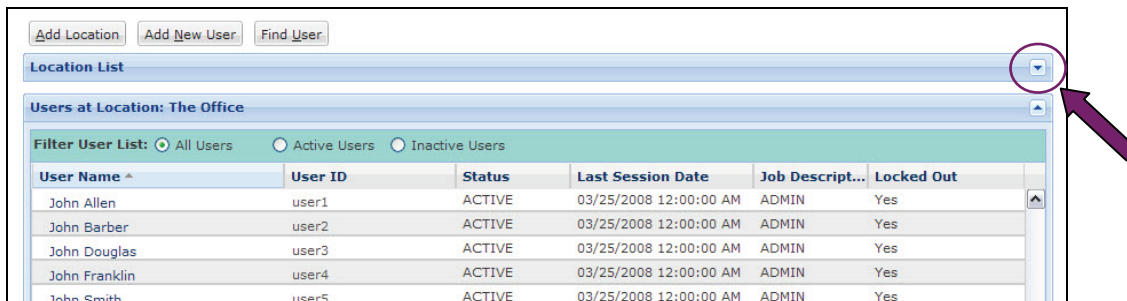 Add Location Add New User Find User
Location List
Users at Location: The Office
Filter User List: All Users Active Users Inactive Users
User Name User ID Status Last Session Date Job Descript... Locked Out
John Allen user1 ACTIVE 03/25/2008 12:00:00 AM ADMIN Yes
John Barber user2 ACTIVE 03/25/2008 12:00:00 AM ADMIN Yes
John Douglas user3 ACTIVE 03/25/2008 12:00:00 AM ADMIN Yes
John Franklin user4 ACTIVE 03/25/2008 12:00:00 AM ADMIN Yes
John Smith user5 ACTIVE 03/25/2008 12:00:00 AM ADMIN Yes